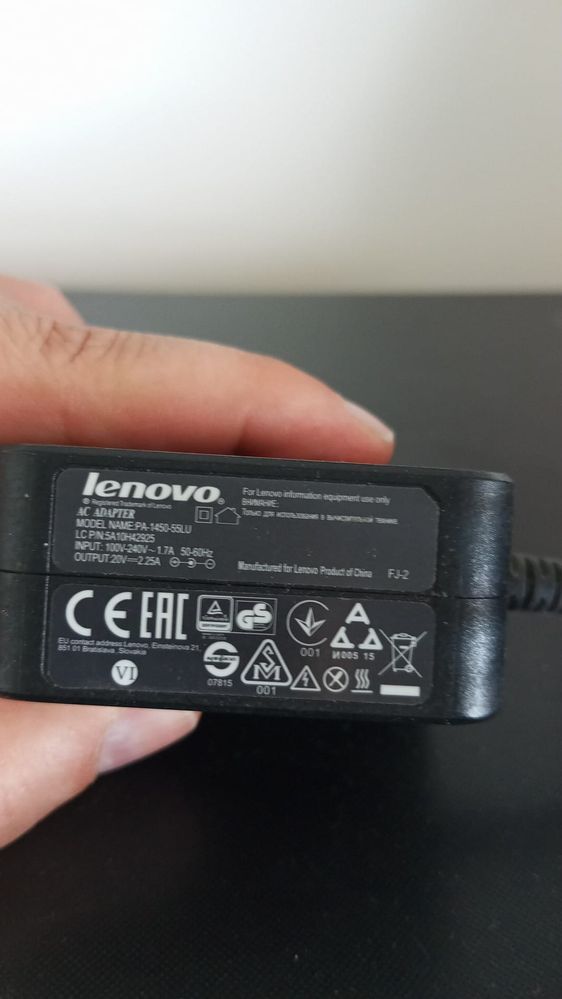 lenovo®
® Registered Trademark of Lenovo
AC ADAPTER
MODEL NAME:PA-1450-55LU
LC P/N:5A10H42925
INPUT: 100V-240V~1.7A 50-60Hz
OUTPUT:20V⎓2.25A
For Lenovo information equipment use only
ВНИМАНИЕ:
Только для использования в вычислительной технике.
Manufactured for Lenovo Product of China FJ-2
CE EAC
GS
001
И005 21
EU contact address Lenovo, Einsteinova 21,
851 01 Bratislava, Slovakia
VI
07815
001